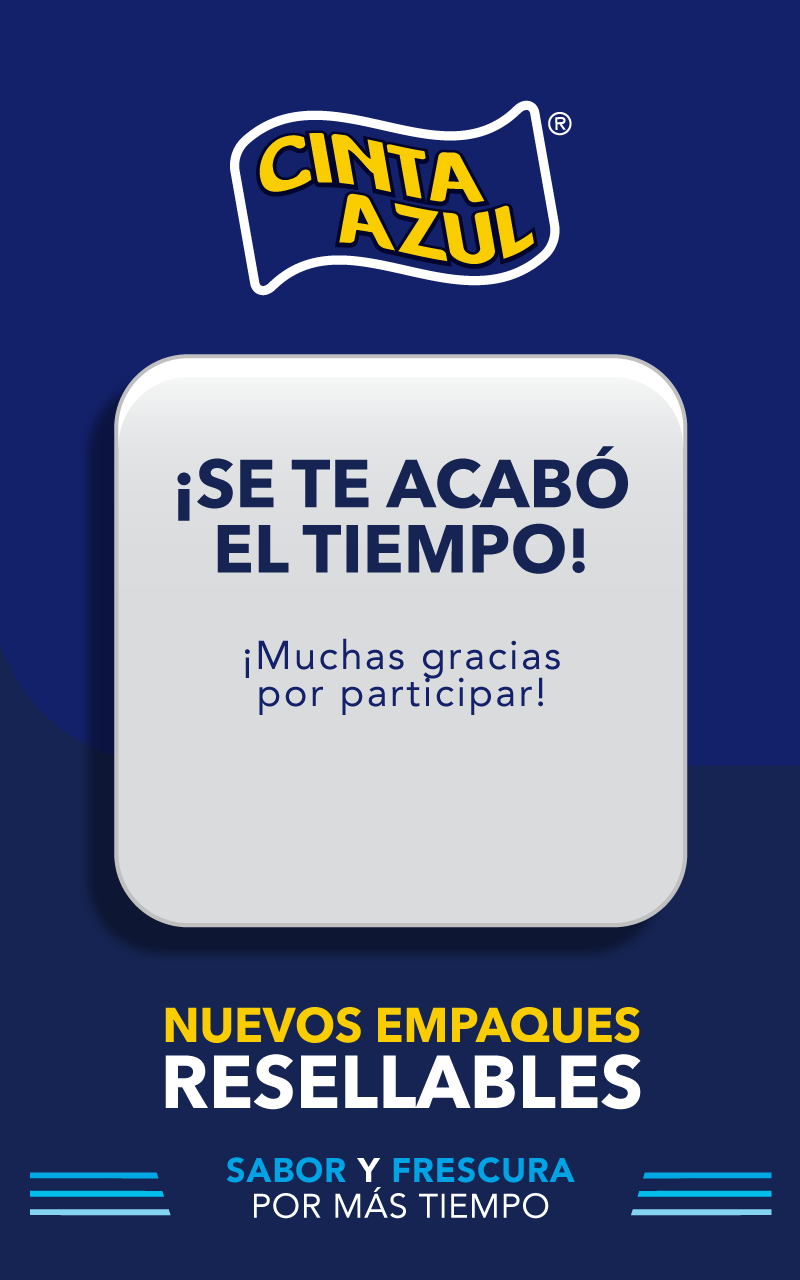 CINTA
AZUL
®
¡SE TE ACABÓ
EL TIEMPO!
¡Muchas gracias
por participar!
NUEVOS EMPAQUES
RESELLABLES
SABOR Y FRESCURA
POR MÁS TIEMPO